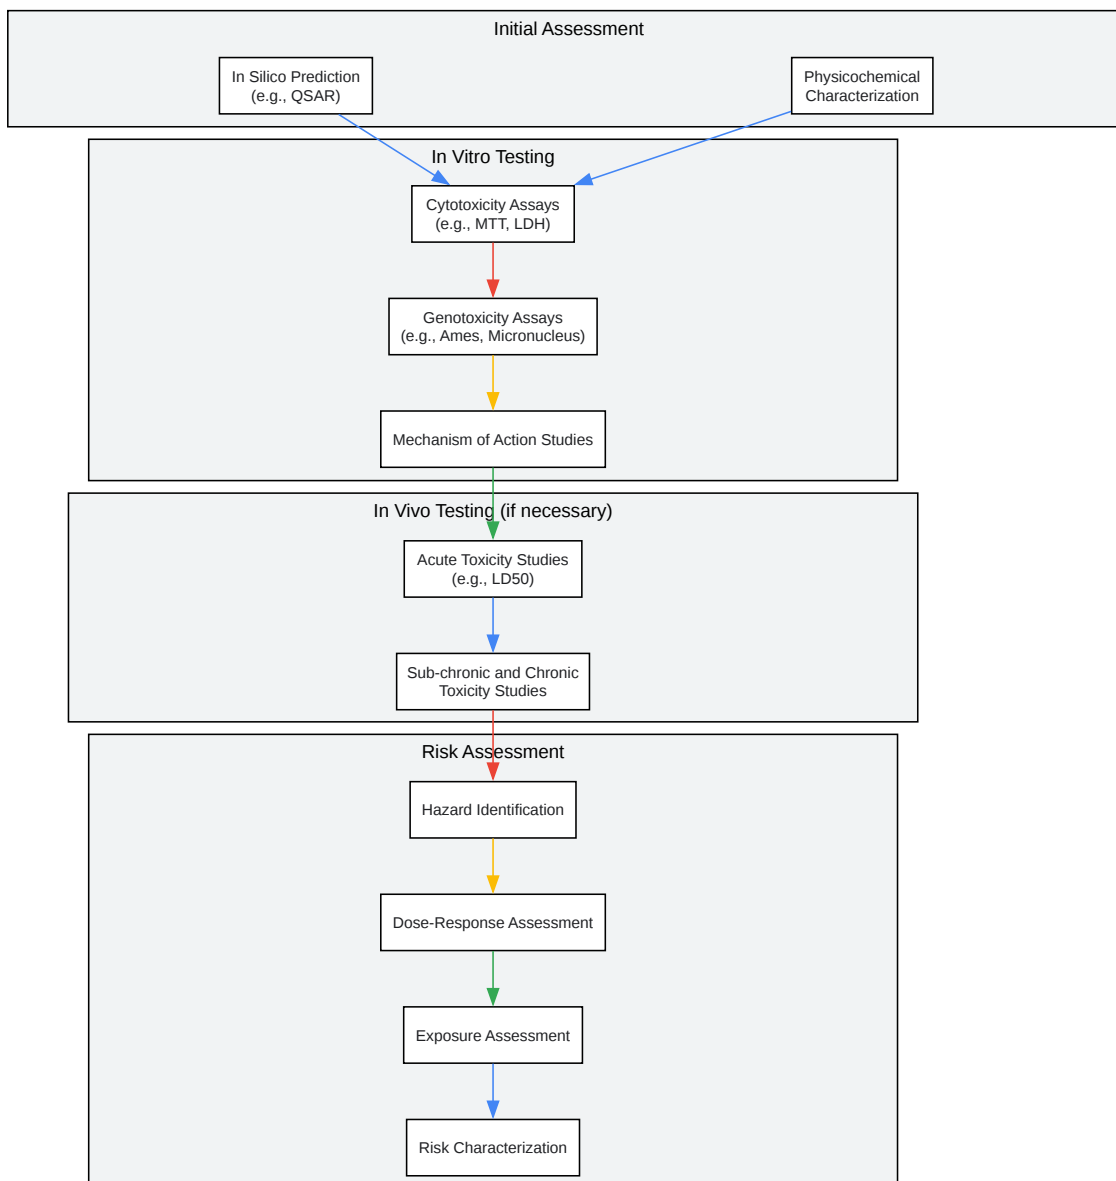 Initial Assessment
In Silico Prediction
(e.g., QSAR)
Physicochemical
Characterization
In Vitro Testing
Cytotoxicity Assays
(e.g., MTT, LDH)
Genotoxicity Assays
(e.g., Ames, Micronucleus)
Mechanism of Action Studies
In Vivo Testing (if necessary)
Acute Toxicity Studies
(e.g., LD50)
Sub-chronic and Chronic
Toxicity Studies
Risk Assessment
Hazard Identification
Dose-Response Assessment
Exposure Assessment
Risk Characterization